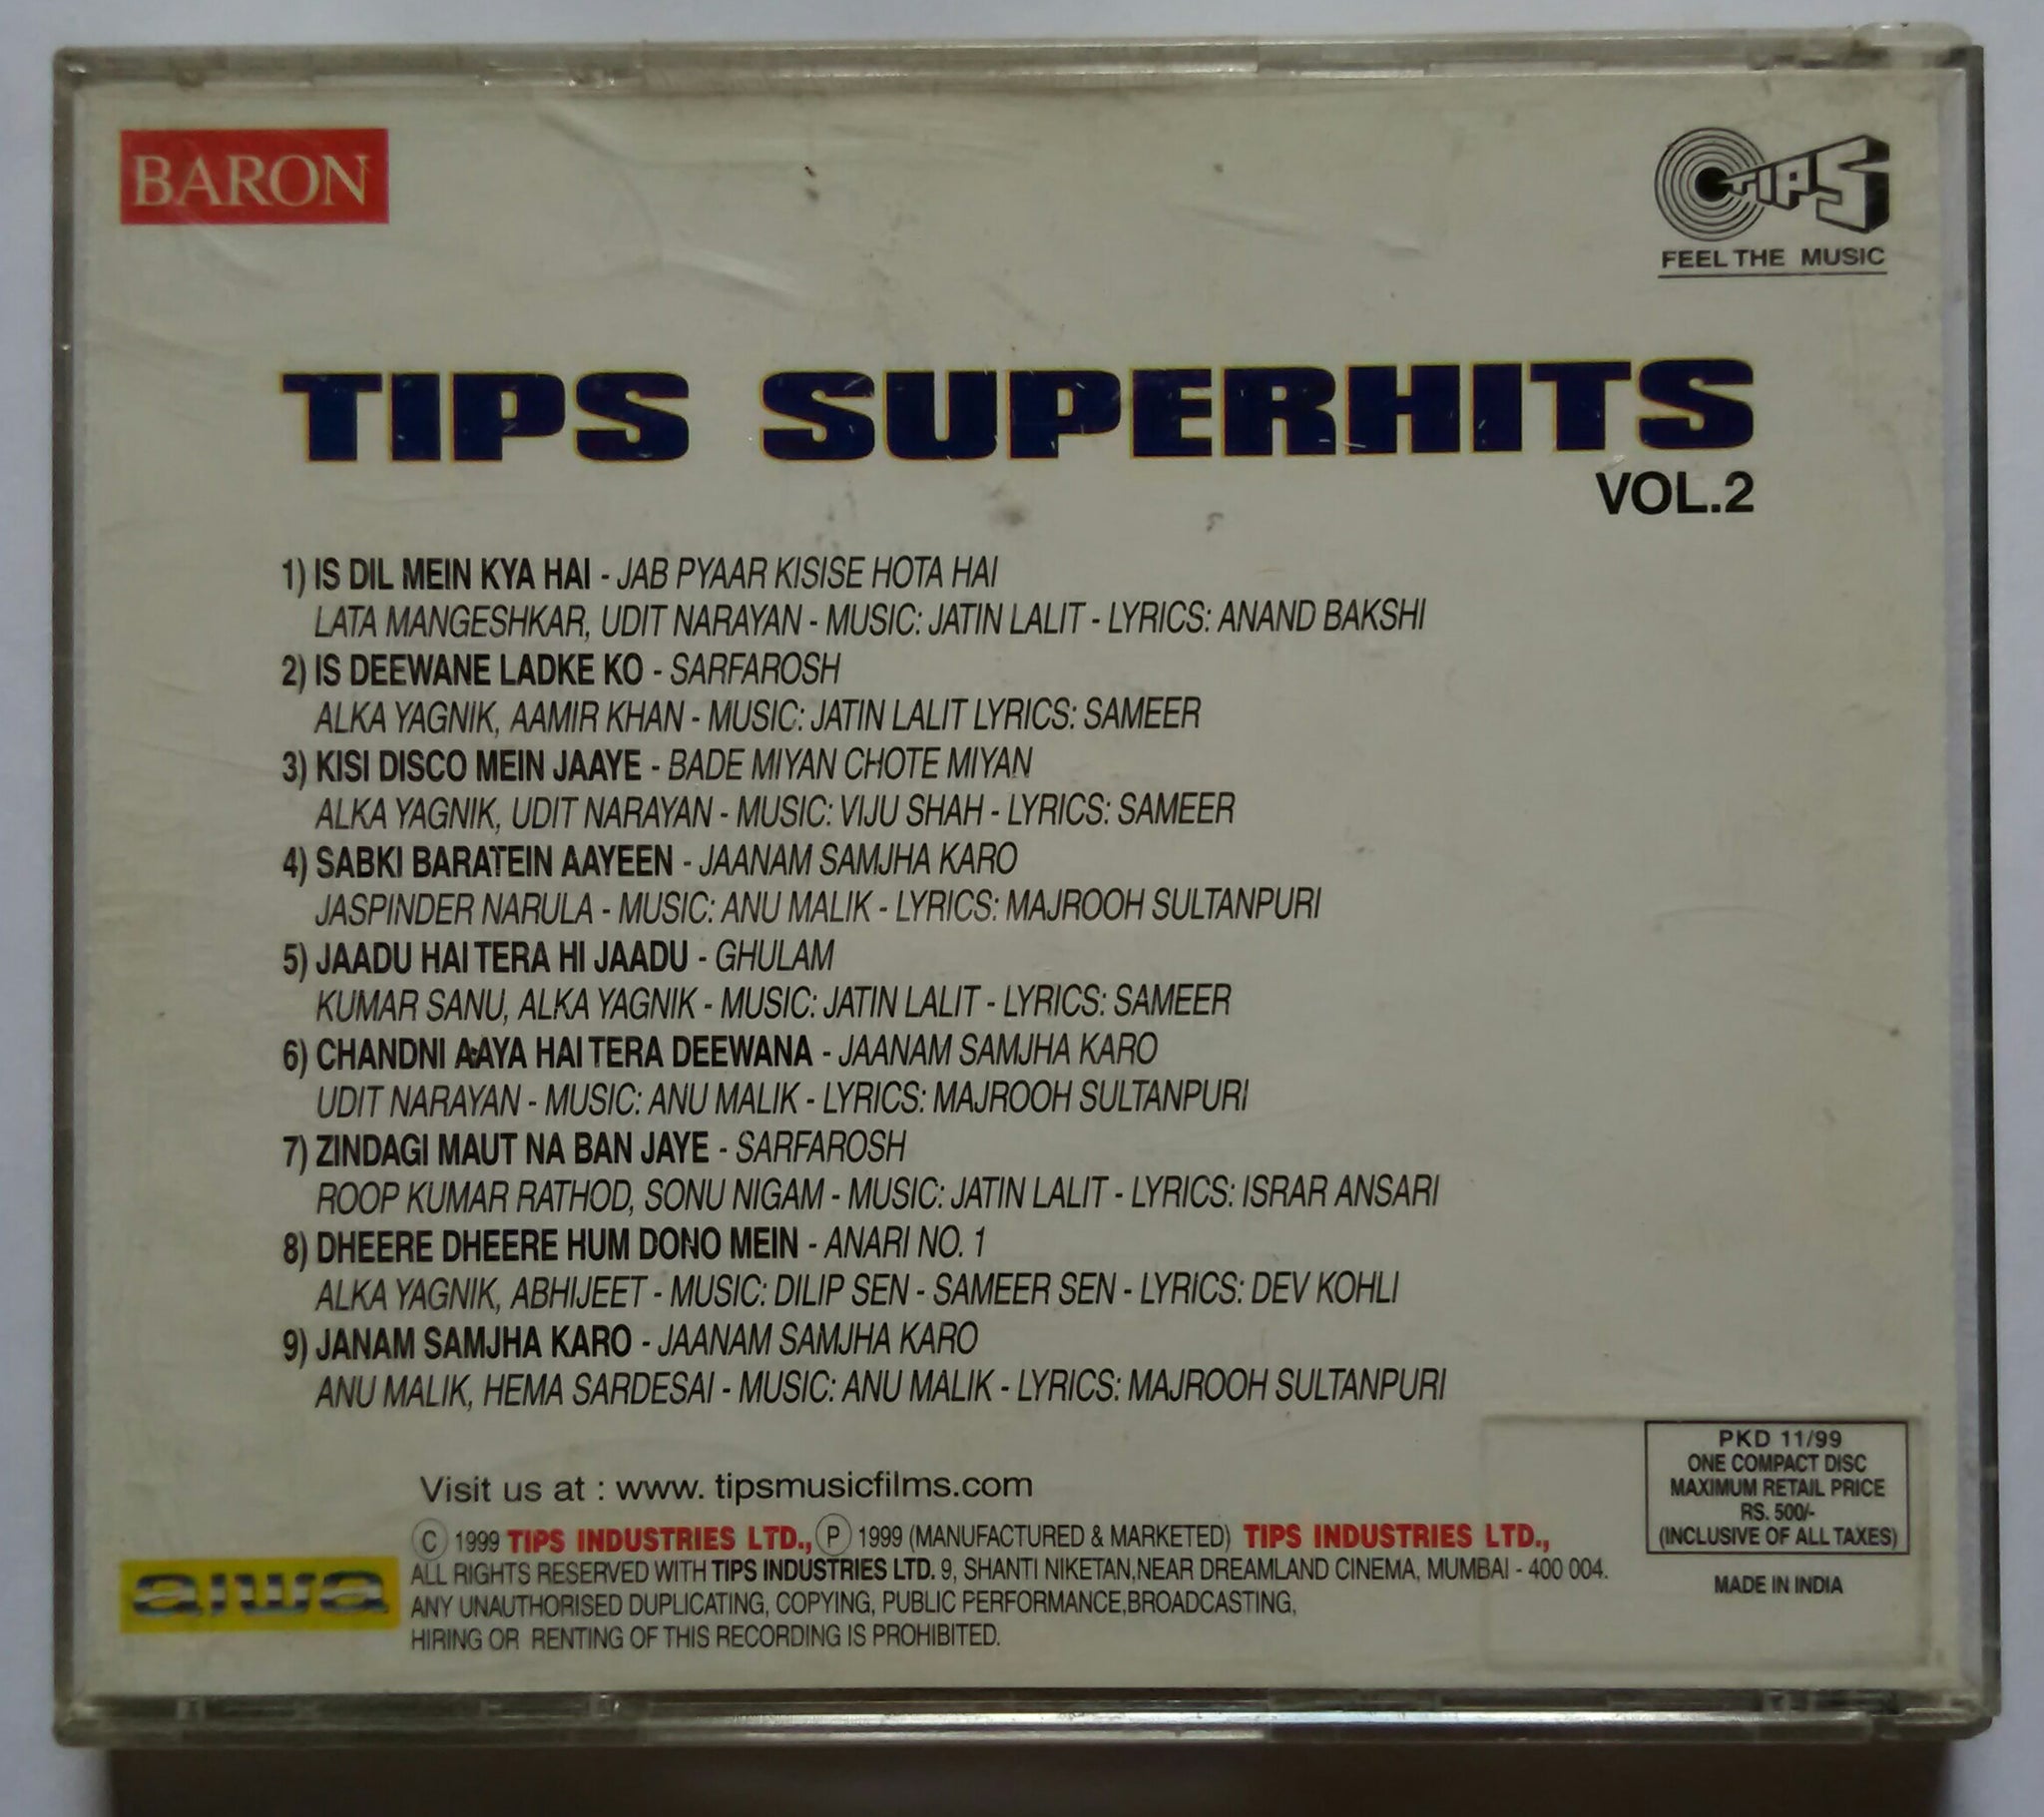 BARON
TIPS
FEEL THE MUSIC
TIPS SUPERHITS
VOL.2
1) IS DIL MEIN KYA HAI - JAB PYAAR KISISE HOTA HAI
LATA MANGESHKAR, UDIT NARAYAN - MUSIC: JATIN LALIT - LYRICS: ANAND BAKSHI
2) IS DEEWANE LADKE KO - SARFAROSH
ALKA YAGNIK, AAMIR KHAN - MUSIC: JATIN LALIT LYRICS: SAMEER
3) KISI DISCO MEIN JAAYE - BADE MIYAN CHOTE MIYAN
ALKA YAGNIK, UDIT NARAYAN - MUSIC: VIJU SHAH - LYRICS: SAMEER
4) SABKI BARATEIN AAYEEN - JAANAM SAMJHA KARO
JASPINDER NARULA - MUSIC: ANU MALIK - LYRICS: MAJROOH SULTANPURI
5) JAADU HAI TERA HI JAADU - GHULAM
KUMAR SANU, ALKA YAGNIK - MUSIC: JATIN LALIT - LYRICS: SAMEER
6) CHANDNI AAYA HAI TERA DEEWANA - JAANAM SAMJHA KARO
UDIT NARAYAN - MUSIC: ANU MALIK - LYRICS: MAJROOH SULTANPURI
7) ZINDAGI MAUT NA BAN JAYE - SARFAROSH
ROOP KUMAR RATHOD, SONU NIGAM - MUSIC: JATIN LALIT - LYRICS: ISRAR ANSARI
8) DHEERE DHEERE HUM DONO MEIN - ANARI NO. 1
ALKA YAGNIK, ABHIJEET - MUSIC: DILIP SEN - SAMEER SEN - LYRICS: DEV KOHLI
9) JANAM SAMJHA KARO - JAANAM SAMJHA KARO
ANU MALIK, HEMA SARDESAI - MUSIC: ANU MALIK - LYRICS: MAJROOH SULTANPURI
Visit us at : www. tipsmusicfilms.com
© 1999 TIPS INDUSTRIES LTD., Ⓟ 1999 (MANUFACTURED & MARKETED) TIPS INDUSTRIES LTD.,
ALL RIGHTS RESERVED WITH TIPS INDUSTRIES LTD. 9, SHANTI NIKETAN,NEAR DREAMLAND CINEMA, MUMBAI - 400 004.
ANY UNAUTHORISED DUPLICATING, COPYING, PUBLIC PERFORMANCE,BROADCASTING,
HIRING OR RENTING OF THIS RECORDING IS PROHIBITED.
aiwa
PKD 11/99
ONE COMPACT DISC
MAXIMUM RETAIL PRICE
RS. 500/-
(INCLUSIVE OF ALL TAXES)
MADE IN INDIA